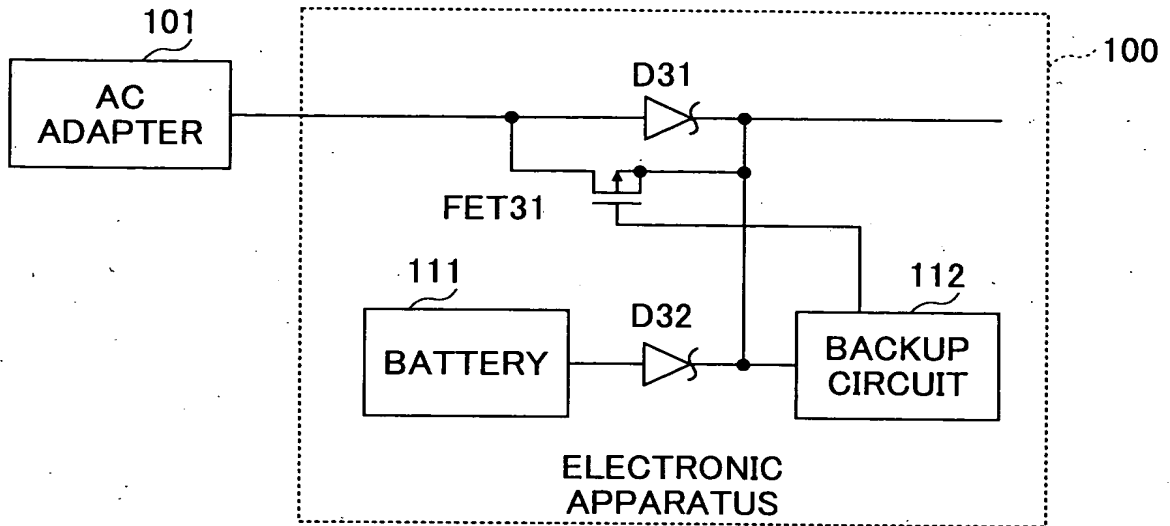 101
AC
ADAPTER
100
D31
FET31
111
BATTERY
D32
112
BACKUP
CIRCUIT
ELECTRONIC
APPARATUS